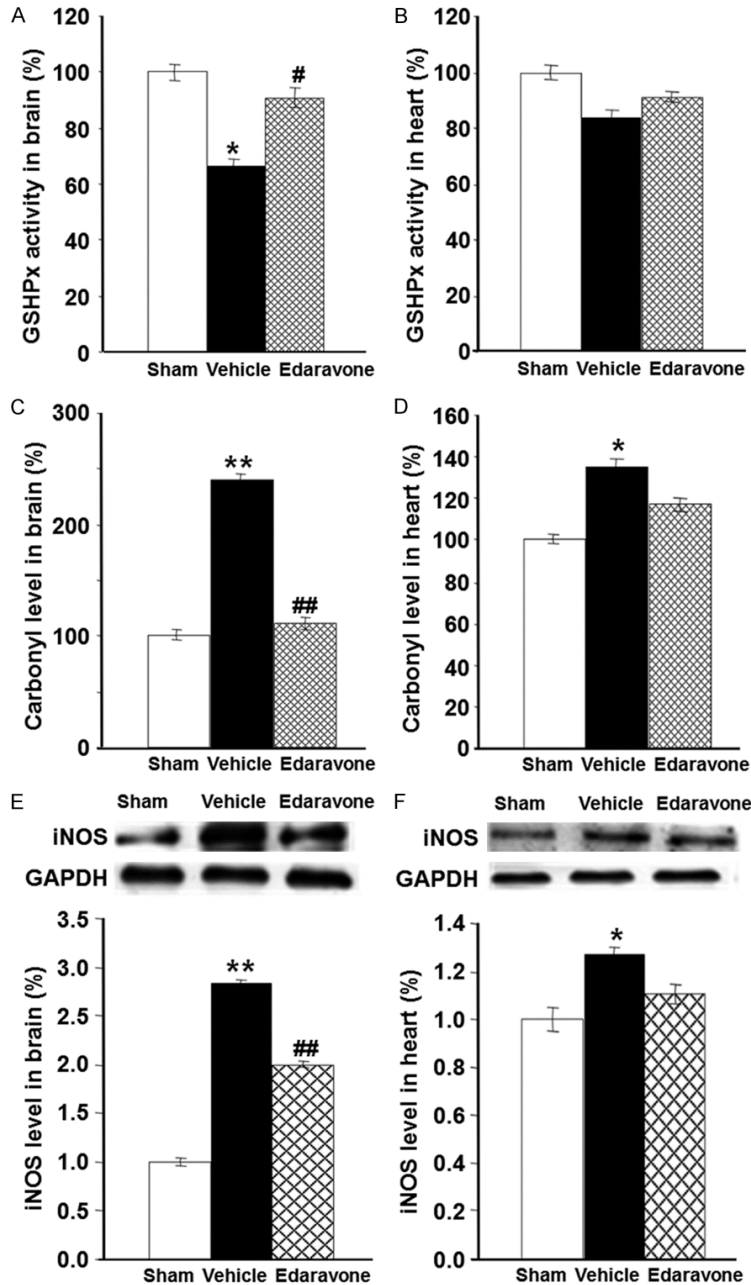 A
GSHPx activity in brain (%)
120
100
80
60
40
20
0
*
#
Sham Vehicle Edaravone
B
GSHPx activity in heart (%)
120
100
80
60
40
20
0
Sham Vehicle Edaravone
C
Carbonyl level in brain (%)
300
200
100
0
**
##
Sham Vehicle Edaravone
D
Carbonyl level in heart (%)
160
140
120
100
80
60
40
20
0
*
Sham Vehicle Edaravone
E
Sham Vehicle Edaravone
iNOS
GAPDH
iNOS level in brain (%)
3.5
3.0
2.5
2.0
1.5
1.0
0.5
0.0
**
##
Sham Vehicle Edaravone
F
Sham Vehicle Edaravone
iNOS
GAPDH
iNOS level in heart (%)
1.4
1.2
1.0
0.8
0.6
0.4
0.2
0.0
*
Sham Vehicle Edaravone